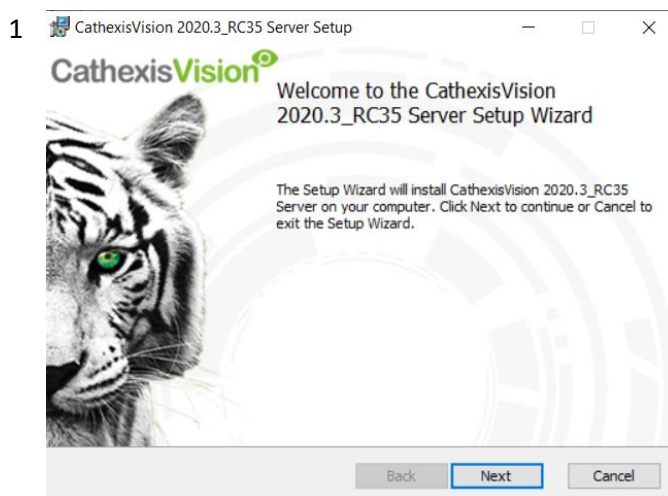 1
CathexisVision 2020.3_RC35 Server Setup
CathexisVision
Welcome to the CathexisVision
2020.3_RC35 Server Setup Wizard
The Setup Wizard will install CathexisVision 2020.3_RC35
Server on your computer. Click Next to continue or Cancel to
exit the Setup Wizard.
Back Next Cancel